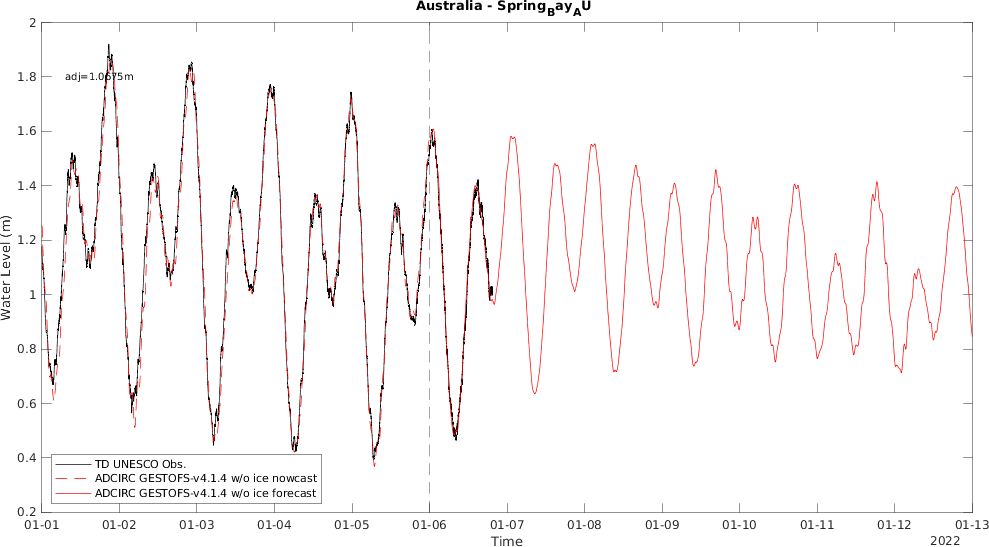 Australia - SpringBayAU
2
1.8
adj=1.0675m
1.6
1.4
1.2
1
0.8
0.6
0.4
0.2
Water Level (m)
TD UNESCO Obs.
ADCIRC GESTOFS-v4.1.4 w/o ice nowcast
ADCIRC GESTOFS-v4.1.4 w/o ice forecast
01-01 01-02 01-03 01-04 01-05 01-06 01-07 01-08 01-09 01-10 01-11 01-12 01-13
Time
2022